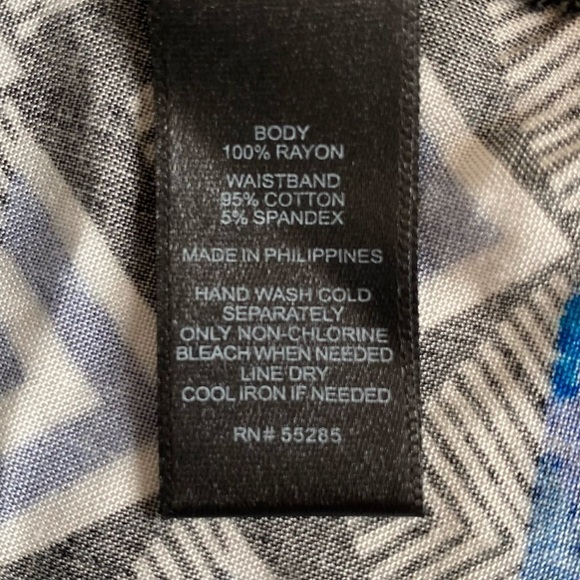 BODY
100% RAYON
WAISTBAND
95% COTTON
5% SPANDEX
MADE IN PHILIPPINES
HAND WASH COLD
SEPARATELY
ONLY NON-CHLORINE
BLEACH WHEN NEEDED
LINE DRY
COOL IRON IF NEEDED
RN# 55285